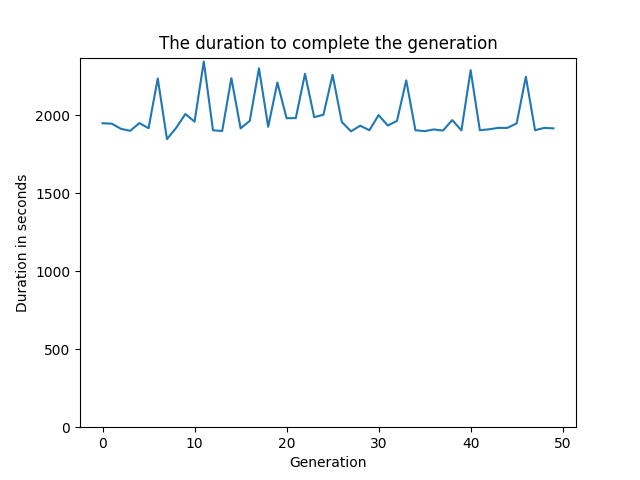 The duration to complete the generation
2000
1500
1000
500
0
Duration in seconds
0 10 20 30 40 50
Generation